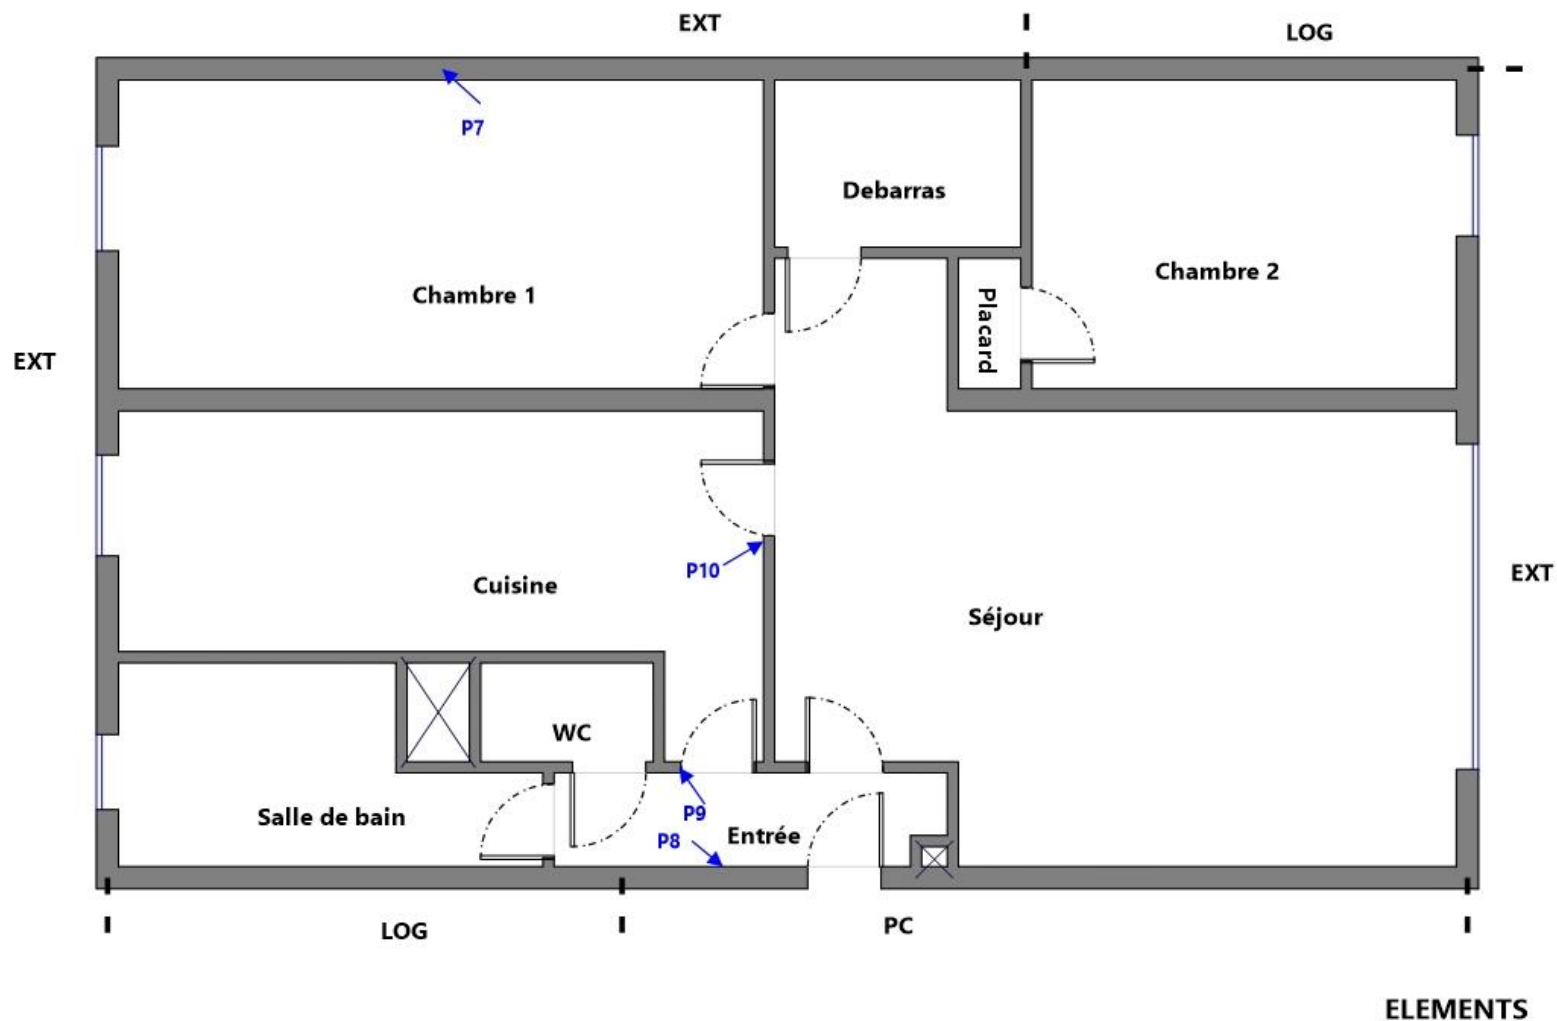 EXT
LOG
P7
Debarras
Chambre 2
Chambre 1
Placard
EXT
P10
EXT
Cuisine
Séjour
WC
Salle de bain
P9
Entrée
P8
PC
LOG
ELEMENTS